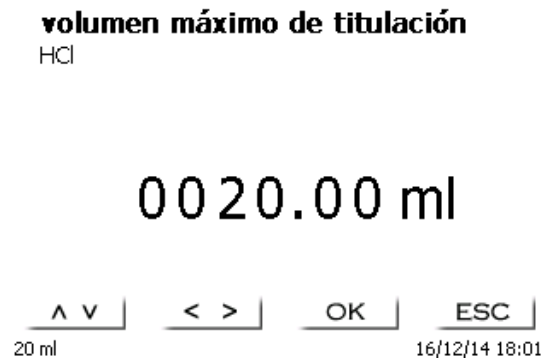 volumen máximo de titulación
HCl
0020.00 ml
∧ ∨ < > OK ESC
20 ml 16/12/14 18:01